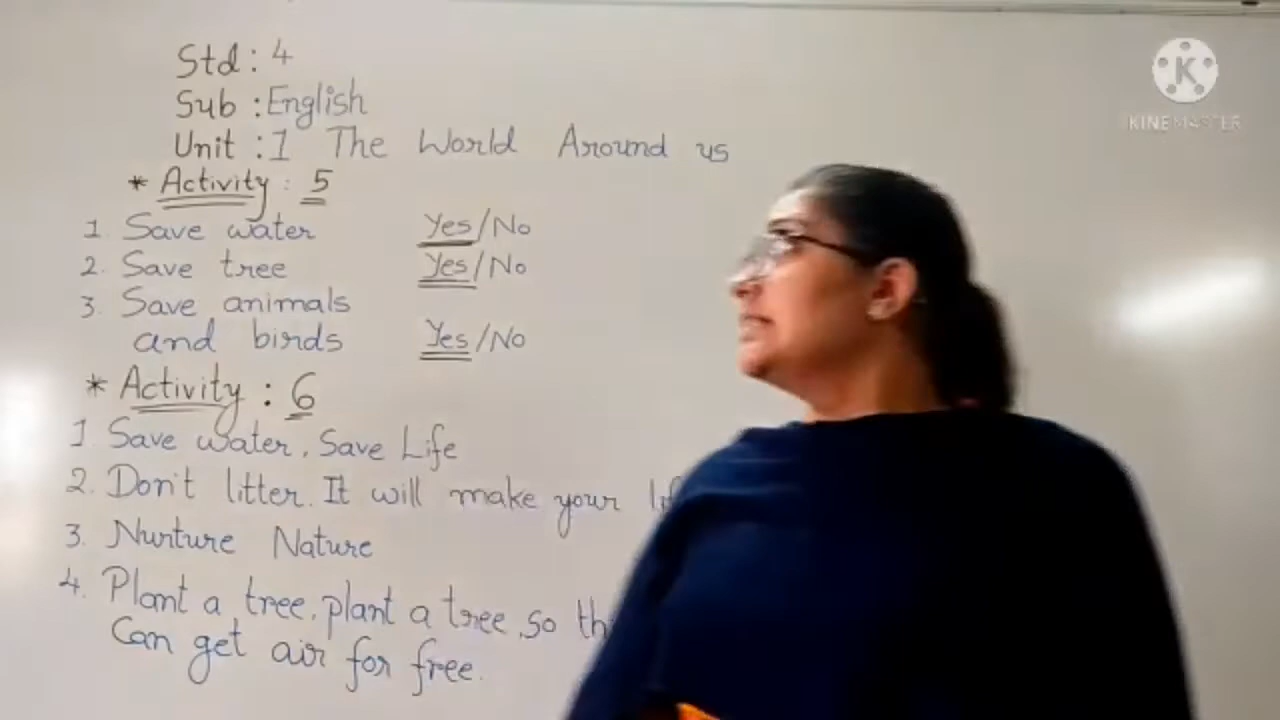 Std : 4
Sub : English
Unit : 1 The World Around us
* Activity : 5
1. Save water Yes/No
2. Save tree Yes/No
3. Save animals
and birds Yes/No
* Activity : 6
1. Save water, Save Life
2. Don't litter. It will make your
3. Nurture Nature
4. Plant a tree, plant a tree, so
Can get air for free.
K
KINEMASTER